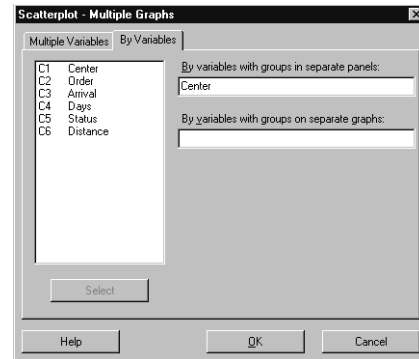 Scatterplot - Multiple Graphs
Multiple Variables
By Variables
C1 Center
C2 Order
C3 Arrival
C4 Days
C5 Status
C6 Distance
By variables with groups in separate panels:
Center
By variables with groups on separate graphs:
Select
Help
OK
Cancel